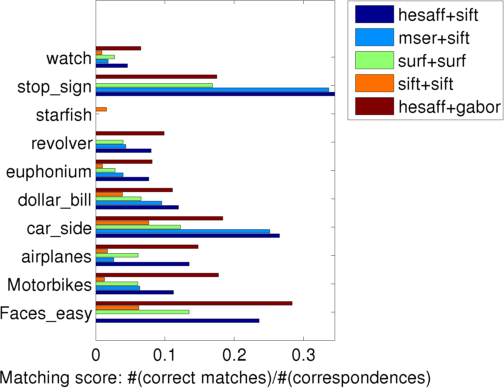 hesaff+sift
mser+sift
surf+surf
sift+sift
hesaff+gabor
watch
stop_sign
starfish
revolver
euphonium
dollar_bill
car_side
airplanes
Motorbikes
Faces_easy
0 0.1 0.2 0.3
Matching score: #(correct matches)/#(correspondences)